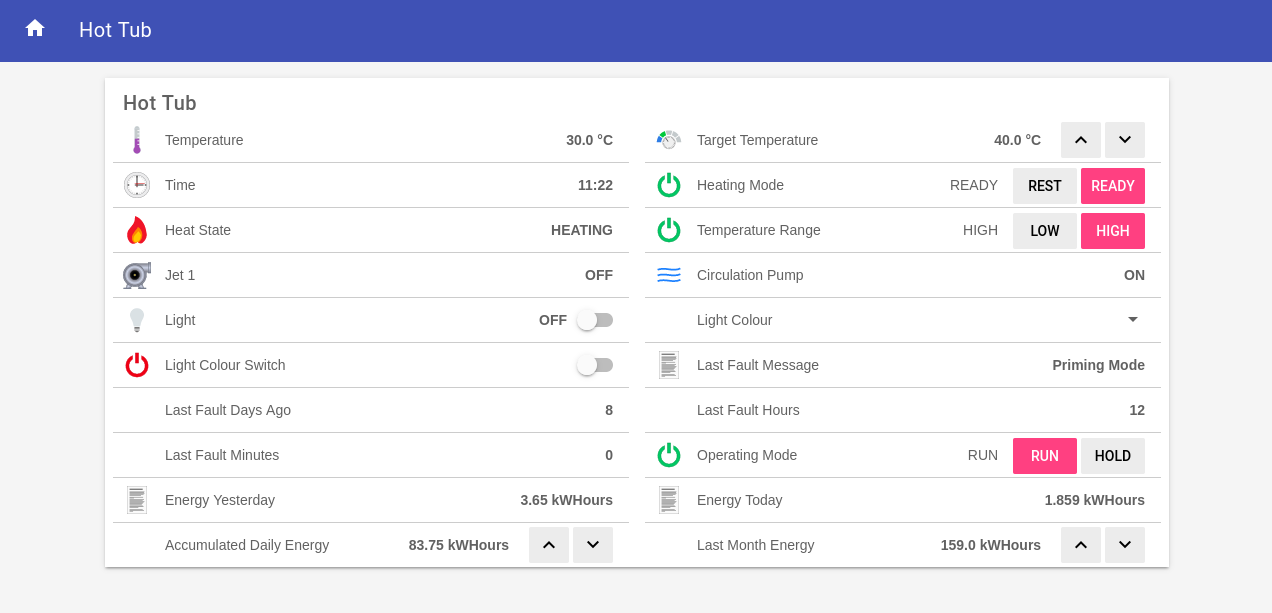 Hot Tub
Hot Tub
Temperature 30.0 °C Target Temperature 40.0 °C
Time 11:22 Heating Mode READY REST READY
Heat State HEATING Temperature Range HIGH LOW HIGH
Jet 1 OFF Circulation Pump ON
Light OFF Light Colour
Light Colour Switch Last Fault Message Priming Mode
Last Fault Days Ago 8 Last Fault Hours 12
Last Fault Minutes 0 Operating Mode RUN RUN HOLD
Energy Yesterday 3.65 kWHours Energy Today 1.859 kWHours
Accumulated Daily Energy 83.75 kWHours Last Month Energy 159.0 kWHours